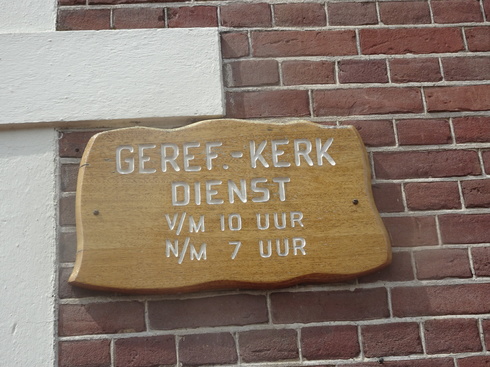 GEREF.-KERK
DIENST
V/M 10 UUR
N/M 7 UUR